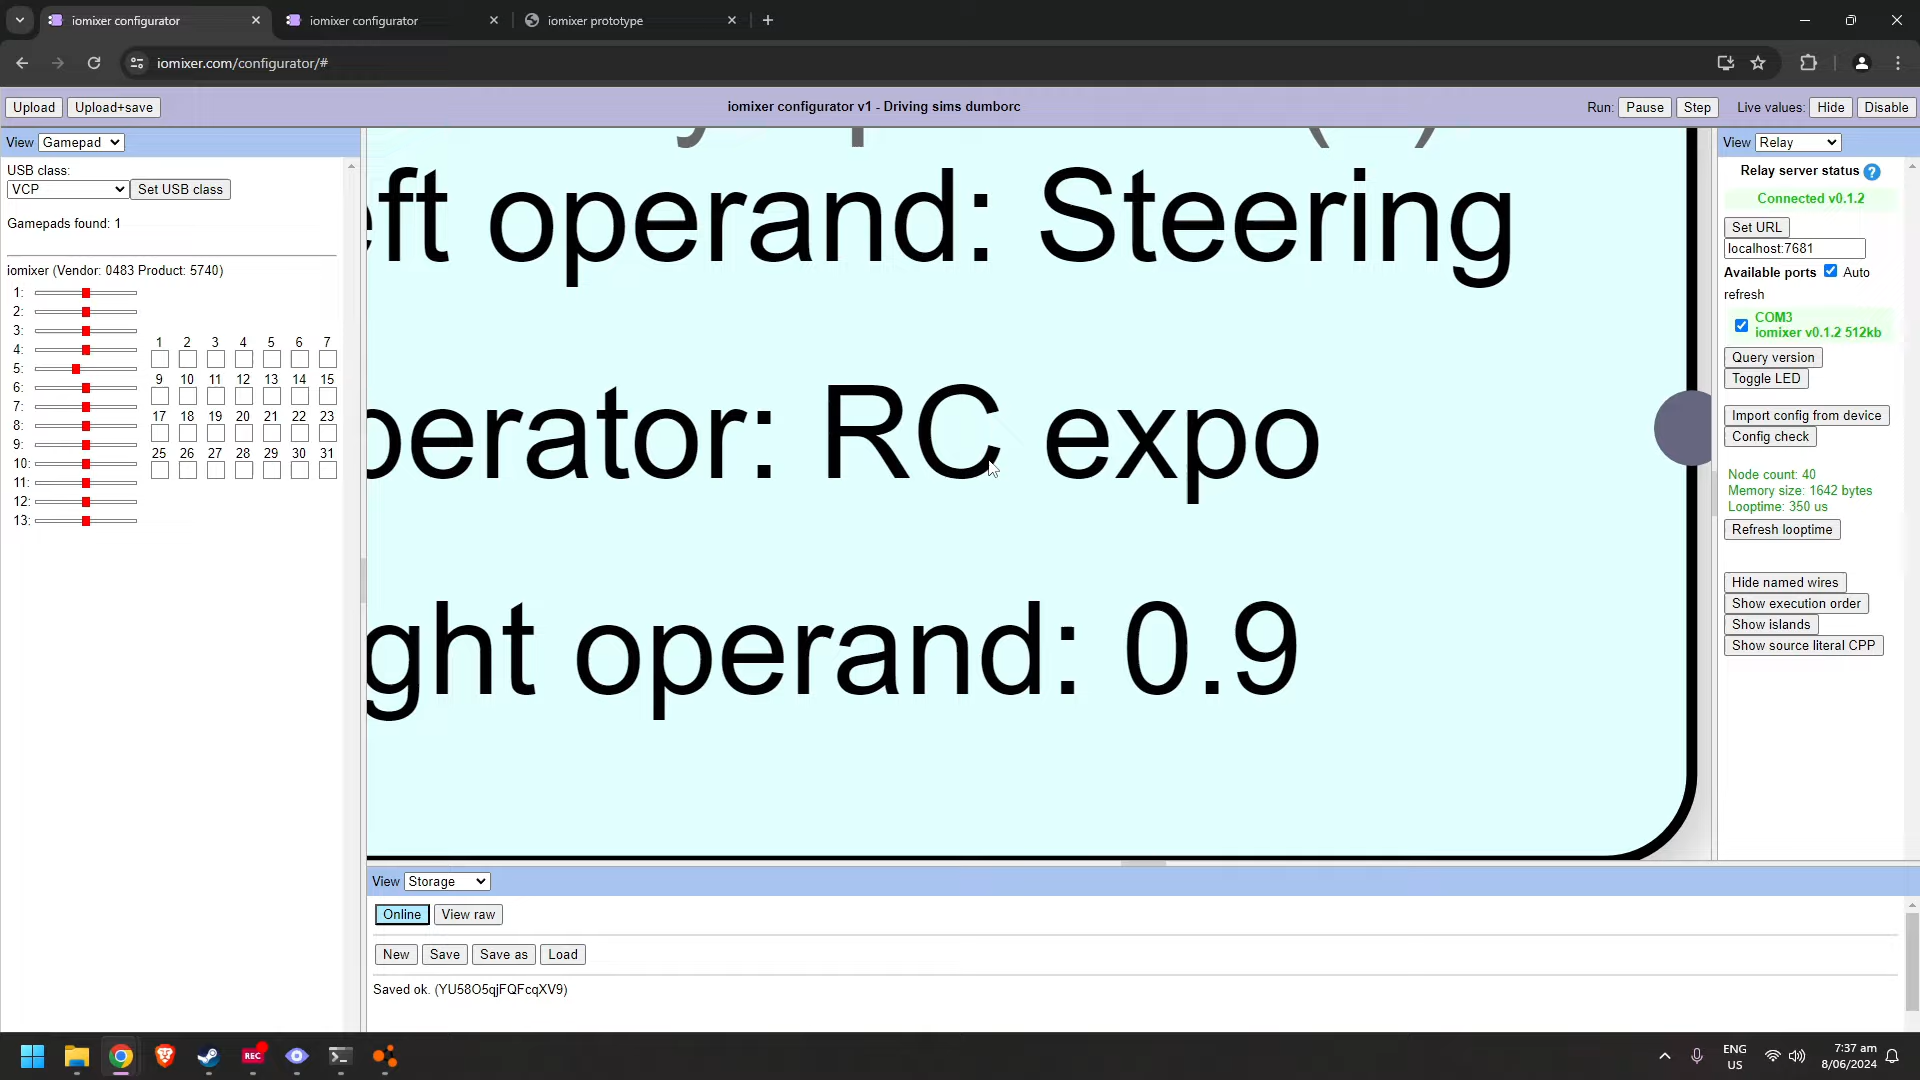 iomixer configurator
iomixer configurator
iomixer prototype
iomixer.com/configurator/#
Upload
Upload+save
iomixer configurator v1 - Driving sims dumborc
Run:
Pause
Step
Live values:
Hide
Disable
View Gamepad
USB class:
VCP
Set USB class
Gamepads found: 1
iomixer (Vendor: 0483 Product: 5740)
1:
2:
3:
4:
5:
6:
7:
8:
9:
10:
11:
12:
13:
1 2 3 4 5 6 7
9 10 11 12 13 14 15
17 18 19 20 21 22 23
25 26 27 28 29 30 31
eft operand: Steering
perator: RC expo
ght operand: 0.9
View Relay
Relay server status ?
Connected v0.1.2
Set URL
localhost:7681
Available ports Auto
refresh
COM3
iomixer v0.1.2 512kb
Query version
Toggle LED
Import config from device
Config check
Node count: 40
Memory size: 1642 bytes
Looptime: 350 us
Refresh looptime
Hide named wires
Show execution order
Show islands
Show source literal CPP
View Storage
Online
View raw
New
Save
Save as
Load
Saved ok. (YU58O5qjFQFcqXV9)
REC
ENG
US
7:37 am
8/06/2024